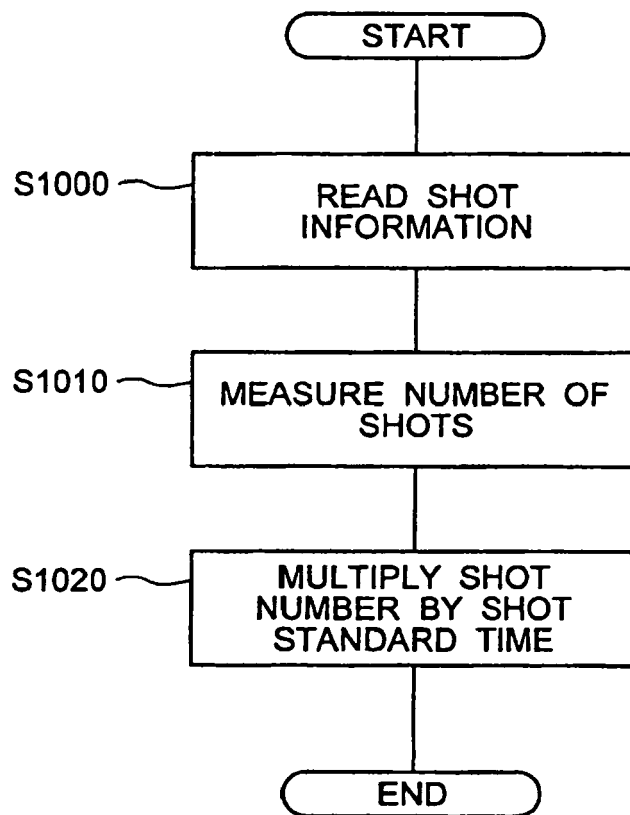 START
S1000
READ SHOT
INFORMATION
S1010
MEASURE NUMBER OF
SHOTS
S1020
MULTIPLY SHOT
NUMBER BY SHOT
STANDARD TIME
END